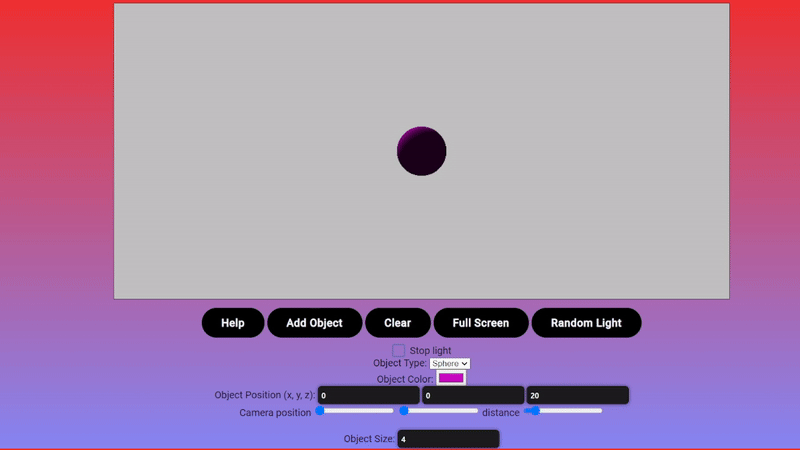 Help Add Object Clear Full Screen Random Light
Stop light
Object Type: Sphere
Object Color:
Object Position (x, y, z): 0 0 20
Camera position distance
Object Size: 4